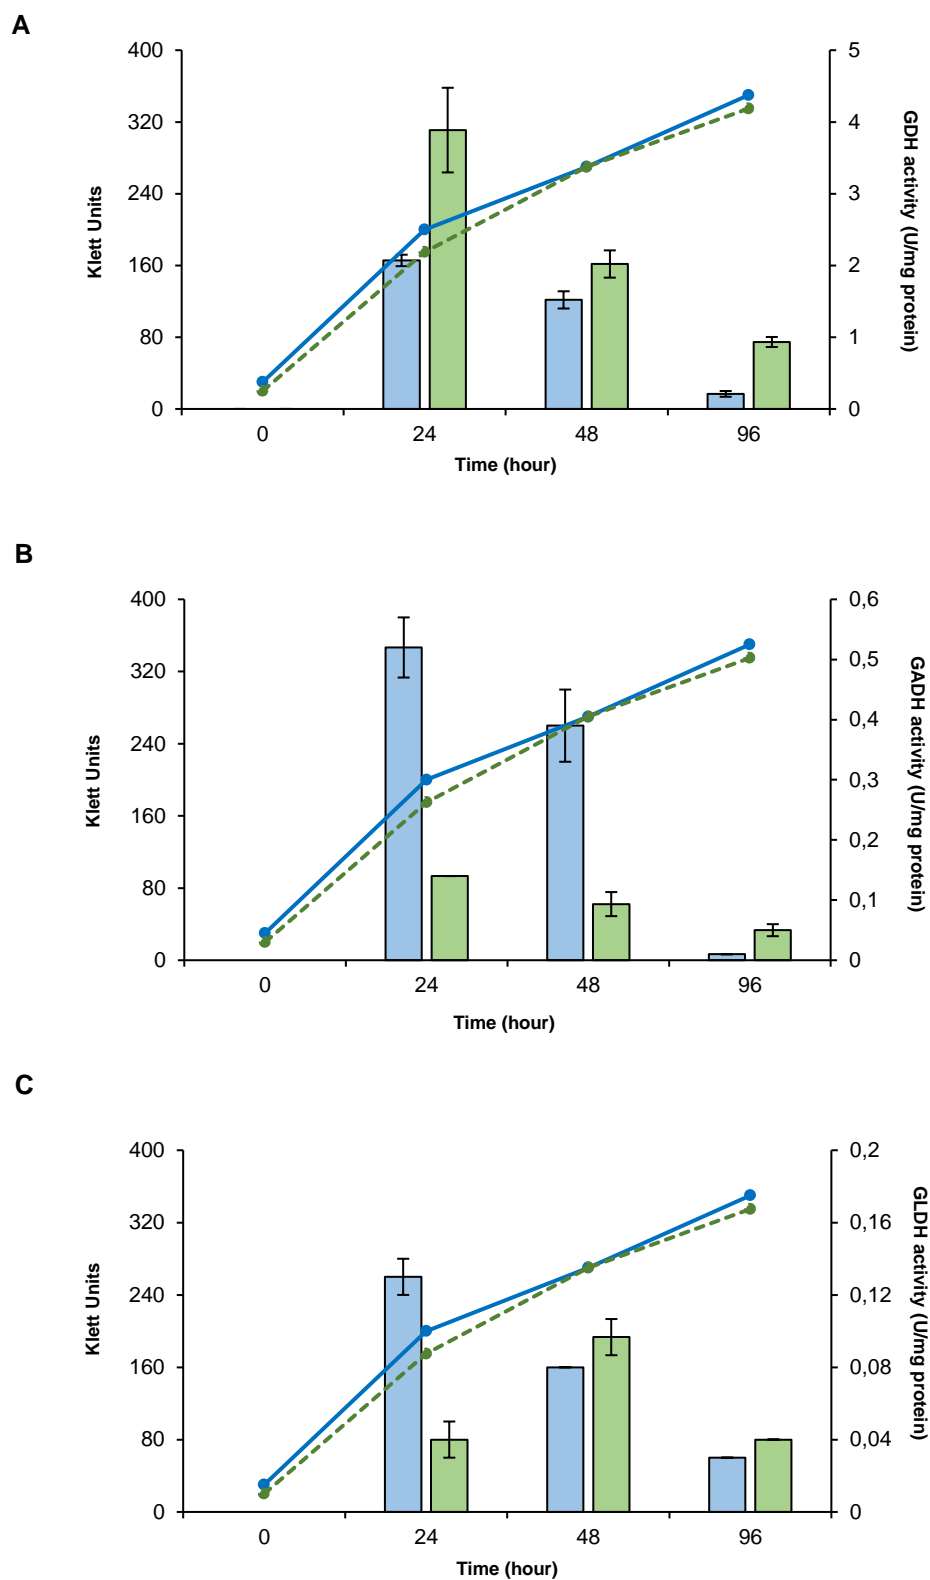 A
400 5
320 4
240 3
160 2
80 1
0 0
Klett Units
GDH activity (U/mg protein)
0 24 48 96
Time (hour)
B
400 0,6
320 0,5
240 0,4
160 0,3
80 0,2
0 0,1
0
Klett Units
GADH activity (U/mg protein)
0 24 48 96
Time (hour)
C
400 0,2
320 0,16
240 0,12
160 0,08
80 0,04
0 0
Klett Units
GLDH activity (U/mg protein)
0 24 48 96
Time (hour)